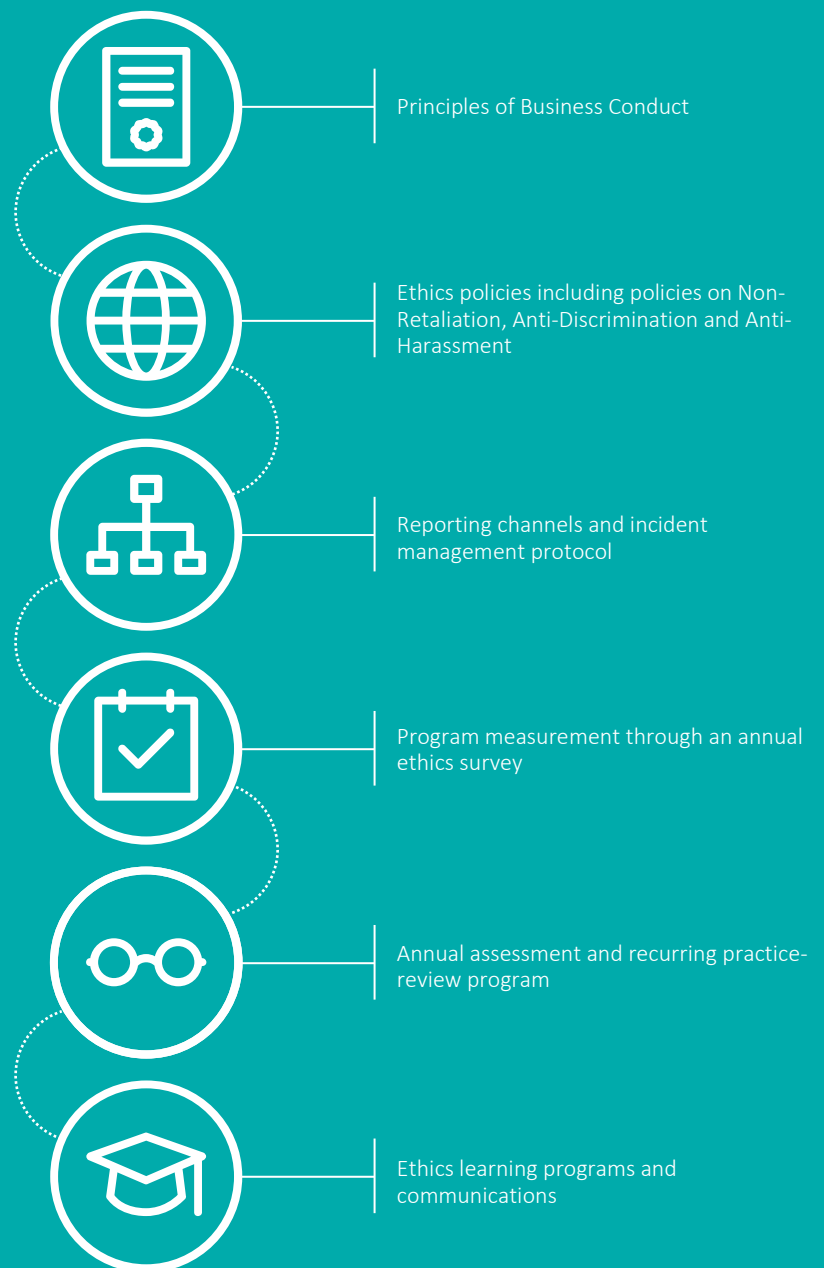 Principles of Business Conduct
Ethics policies including policies on Non-
Retaliation, Anti-Discrimination and Anti-
Harassment
Reporting channels and incident
management protocol
Program measurement through an annual
ethics survey
Annual assessment and recurring practice-
review program
Ethics learning programs and
communications